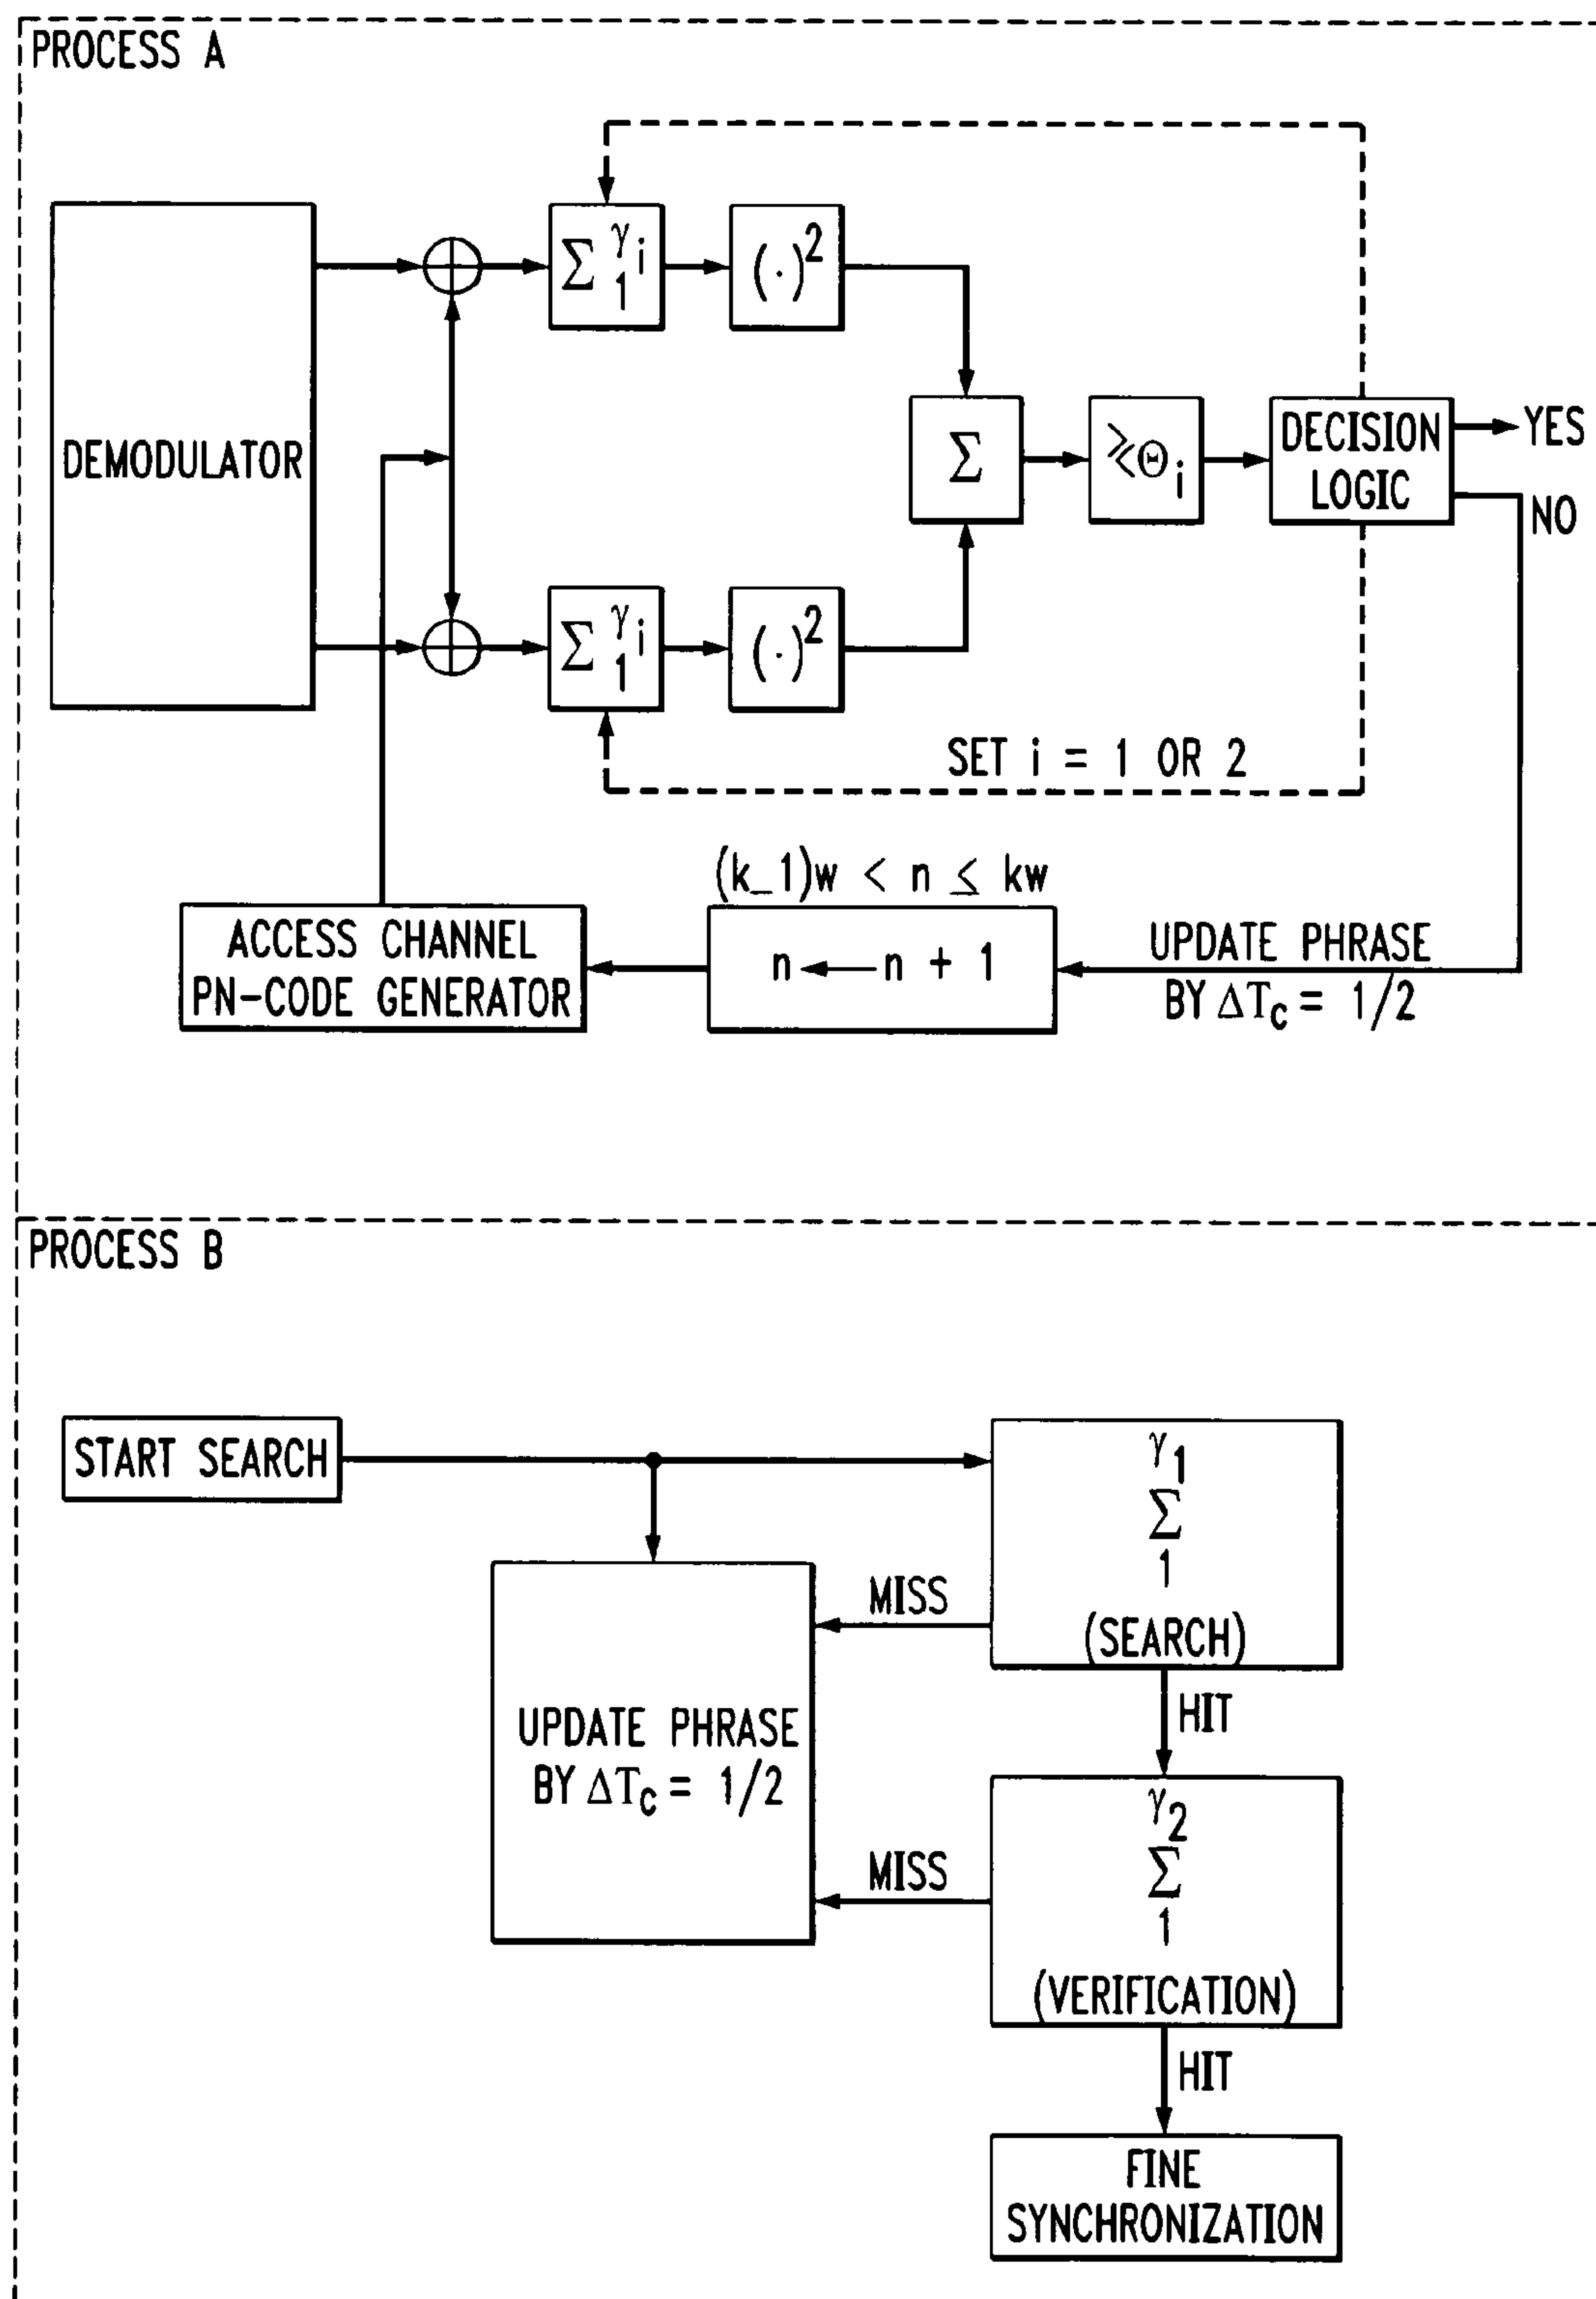 PROCESS A
DEMODULATOR
Σ γi 1
(·)²
Σ
≷Θi
DECISION
LOGIC
YES
NO
Σ γi 1
(·)²
SET i = 1 OR 2
(k_1)w < n ≤ kw
n ← n + 1
UPDATE PHRASE
BY ΔTc = 1/2
ACCESS CHANNEL
PN-CODE GENERATOR
PROCESS B
START SEARCH
γ1
Σ
1
(SEARCH)
MISS
HIT
UPDATE PHRASE
BY ΔTc = 1/2
γ2
Σ
1
(VERIFICATION)
MISS
HIT
FINE
SYNCHRONIZATION